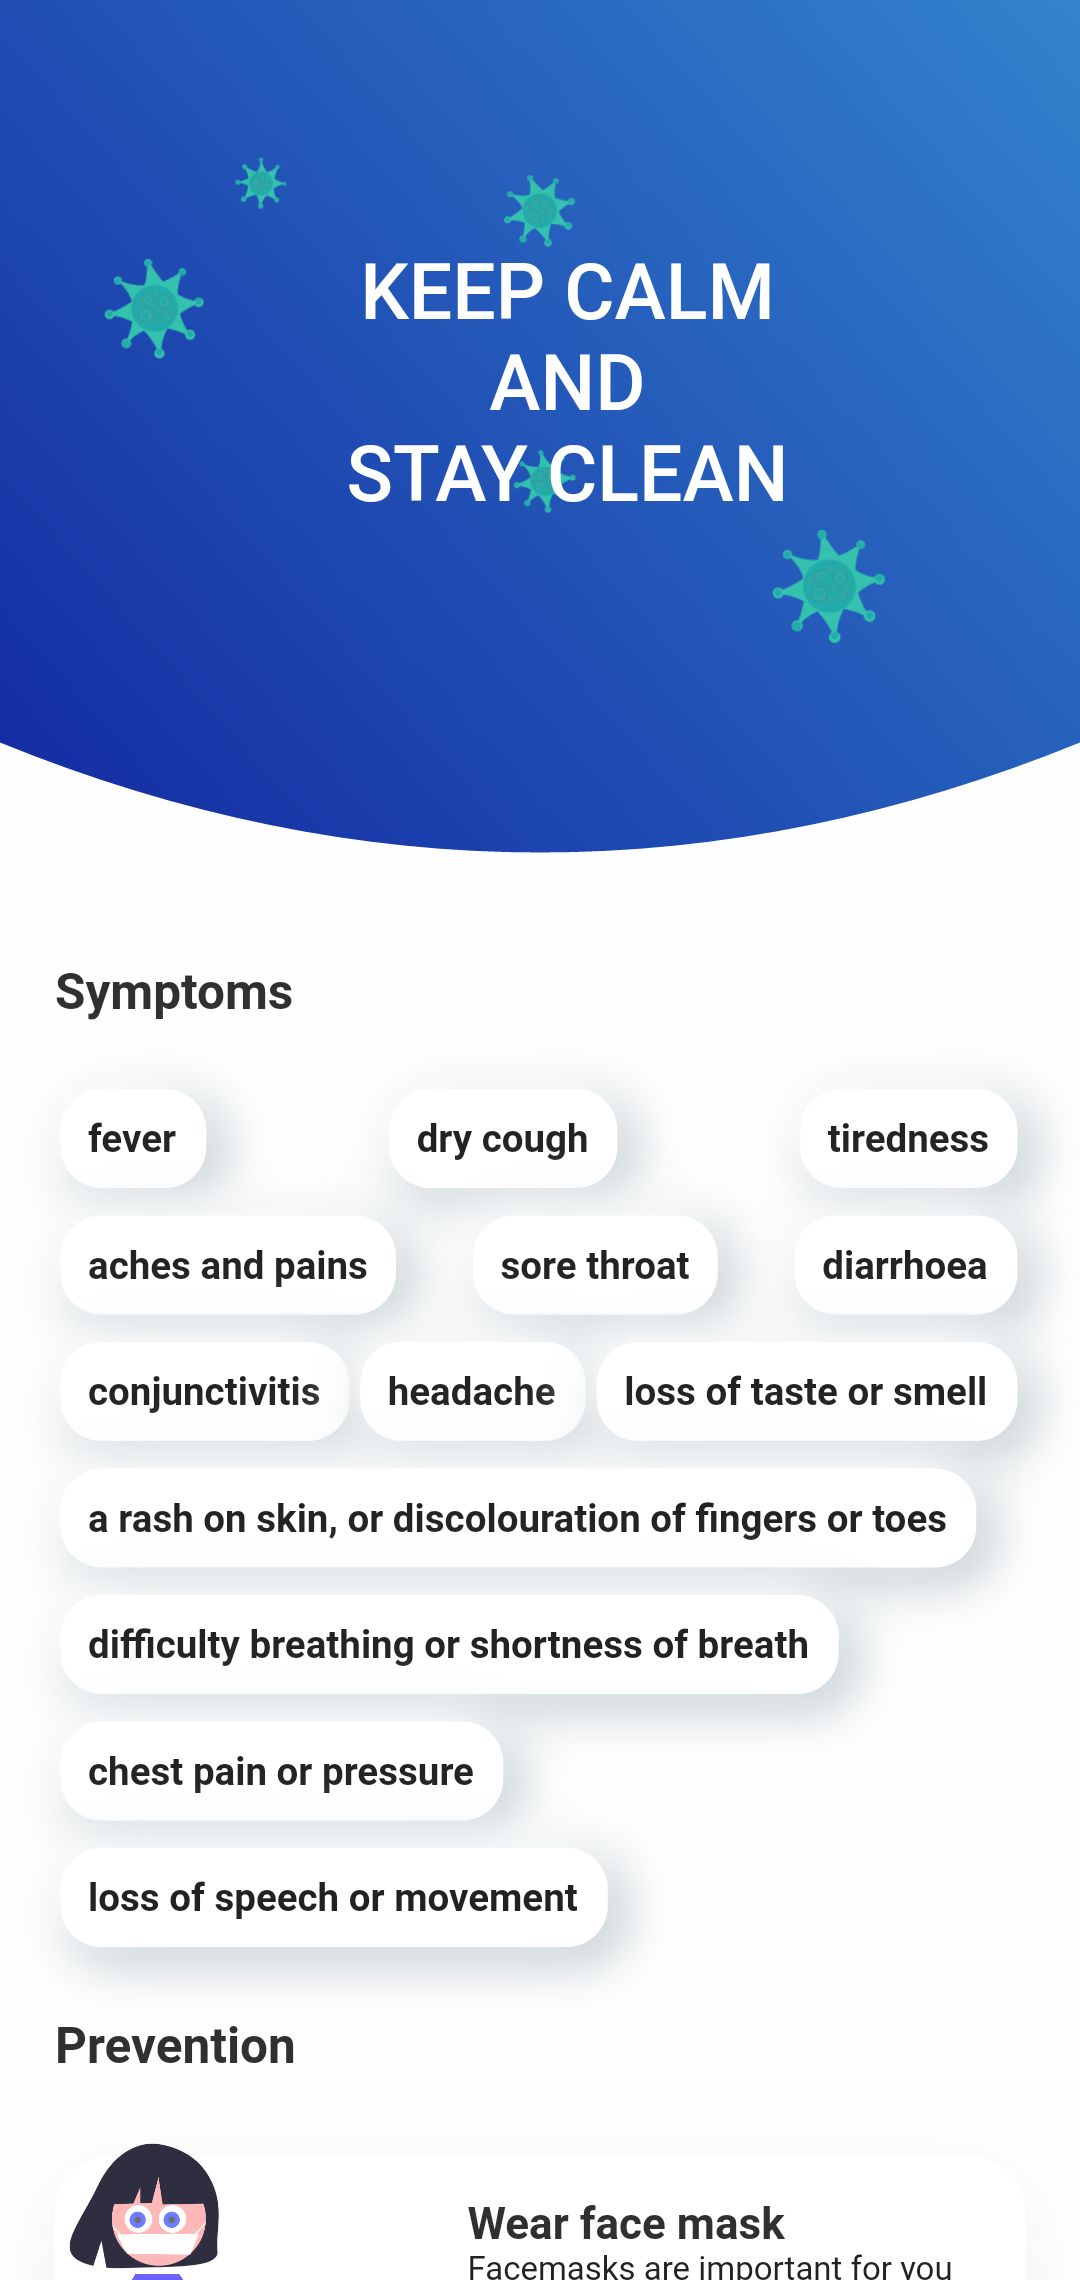 KEEP CALM
AND
STAY CLEAN
Symptoms
fever
dry cough
tiredness
aches and pains
sore throat
diarrhoea
conjunctivitis
headache
loss of taste or smell
a rash on skin, or discolouration of fingers or toes
difficulty breathing or shortness of breath
chest pain or pressure
loss of speech or movement
Prevention
Wear face mask
Facemasks are important for you